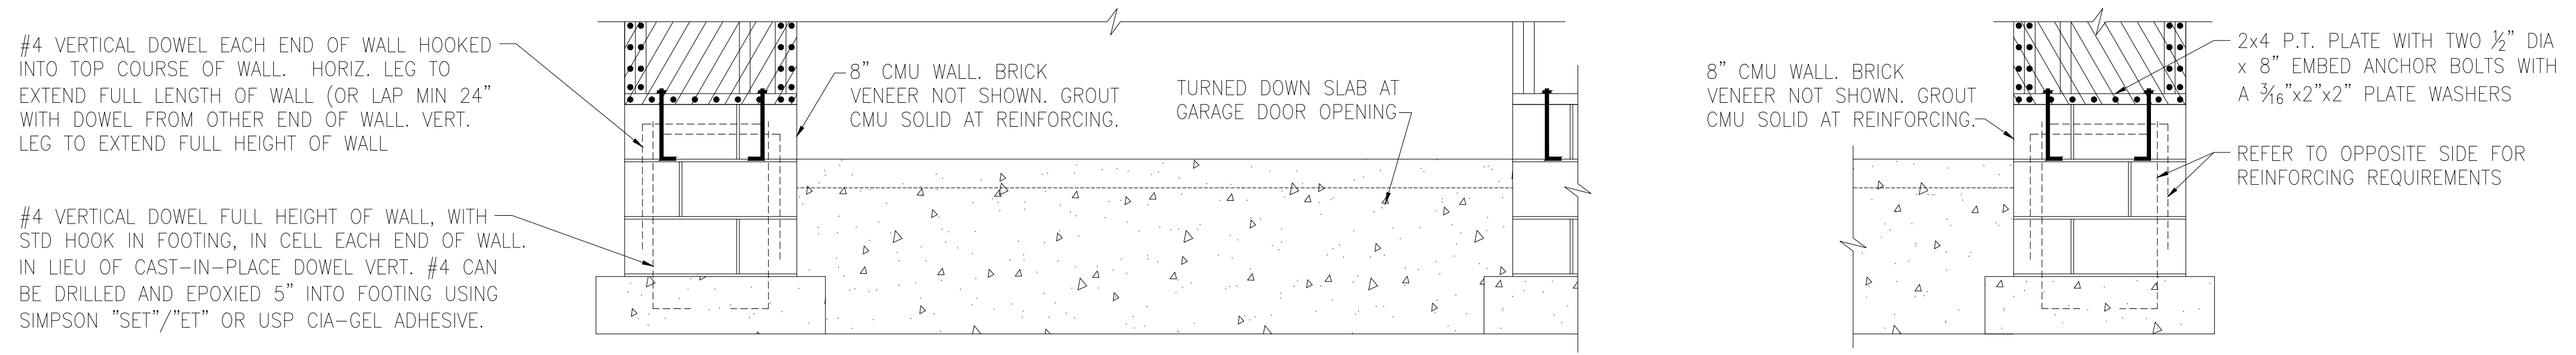 #4 VERTICAL DOWEL EACH END OF WALL HOOKED
INTO TOP COURSE OF WALL. HORIZ. LEG TO
EXTEND FULL LENGTH OF WALL (OR LAP MIN 24"
WITH DOWEL FROM OTHER END OF WALL. VERT.
LEG TO EXTEND FULL HEIGHT OF WALL
#4 VERTICAL DOWEL FULL HEIGHT OF WALL, WITH
STD HOOK IN FOOTING, IN CELL EACH END OF WALL.
IN LIEU OF CAST-IN-PLACE DOWEL VERT. #4 CAN
BE DRILLED AND EPOXIED 5" INTO FOOTING USING
SIMPSON "SET"/"ET" OR USP CIA-GEL ADHESIVE.
8" CMU WALL. BRICK
VENEER NOT SHOWN. GROUT
CMU SOLID AT REINFORCING.
TURNED DOWN SLAB AT
GARAGE DOOR OPENING
8" CMU WALL. BRICK
VENEER NOT SHOWN. GROUT
CMU SOLID AT REINFORCING.
2x4 P.T. PLATE WITH TWO ½" DIA
x 8" EMBED ANCHOR BOLTS WITH
A 3⁄16"x2"x2" PLATE WASHERS
REFER TO OPPOSITE SIDE FOR
REINFORCING REQUIREMENTS